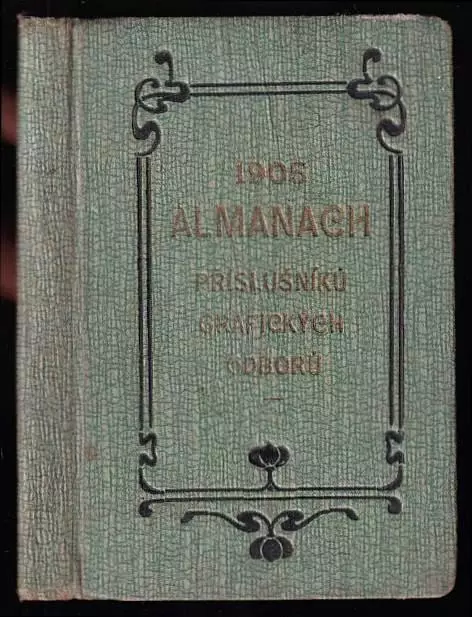 1905
ALMANACH
PŘÍSLUŠNÍKŮ
GRAFICKÝCH
ODBORŮ